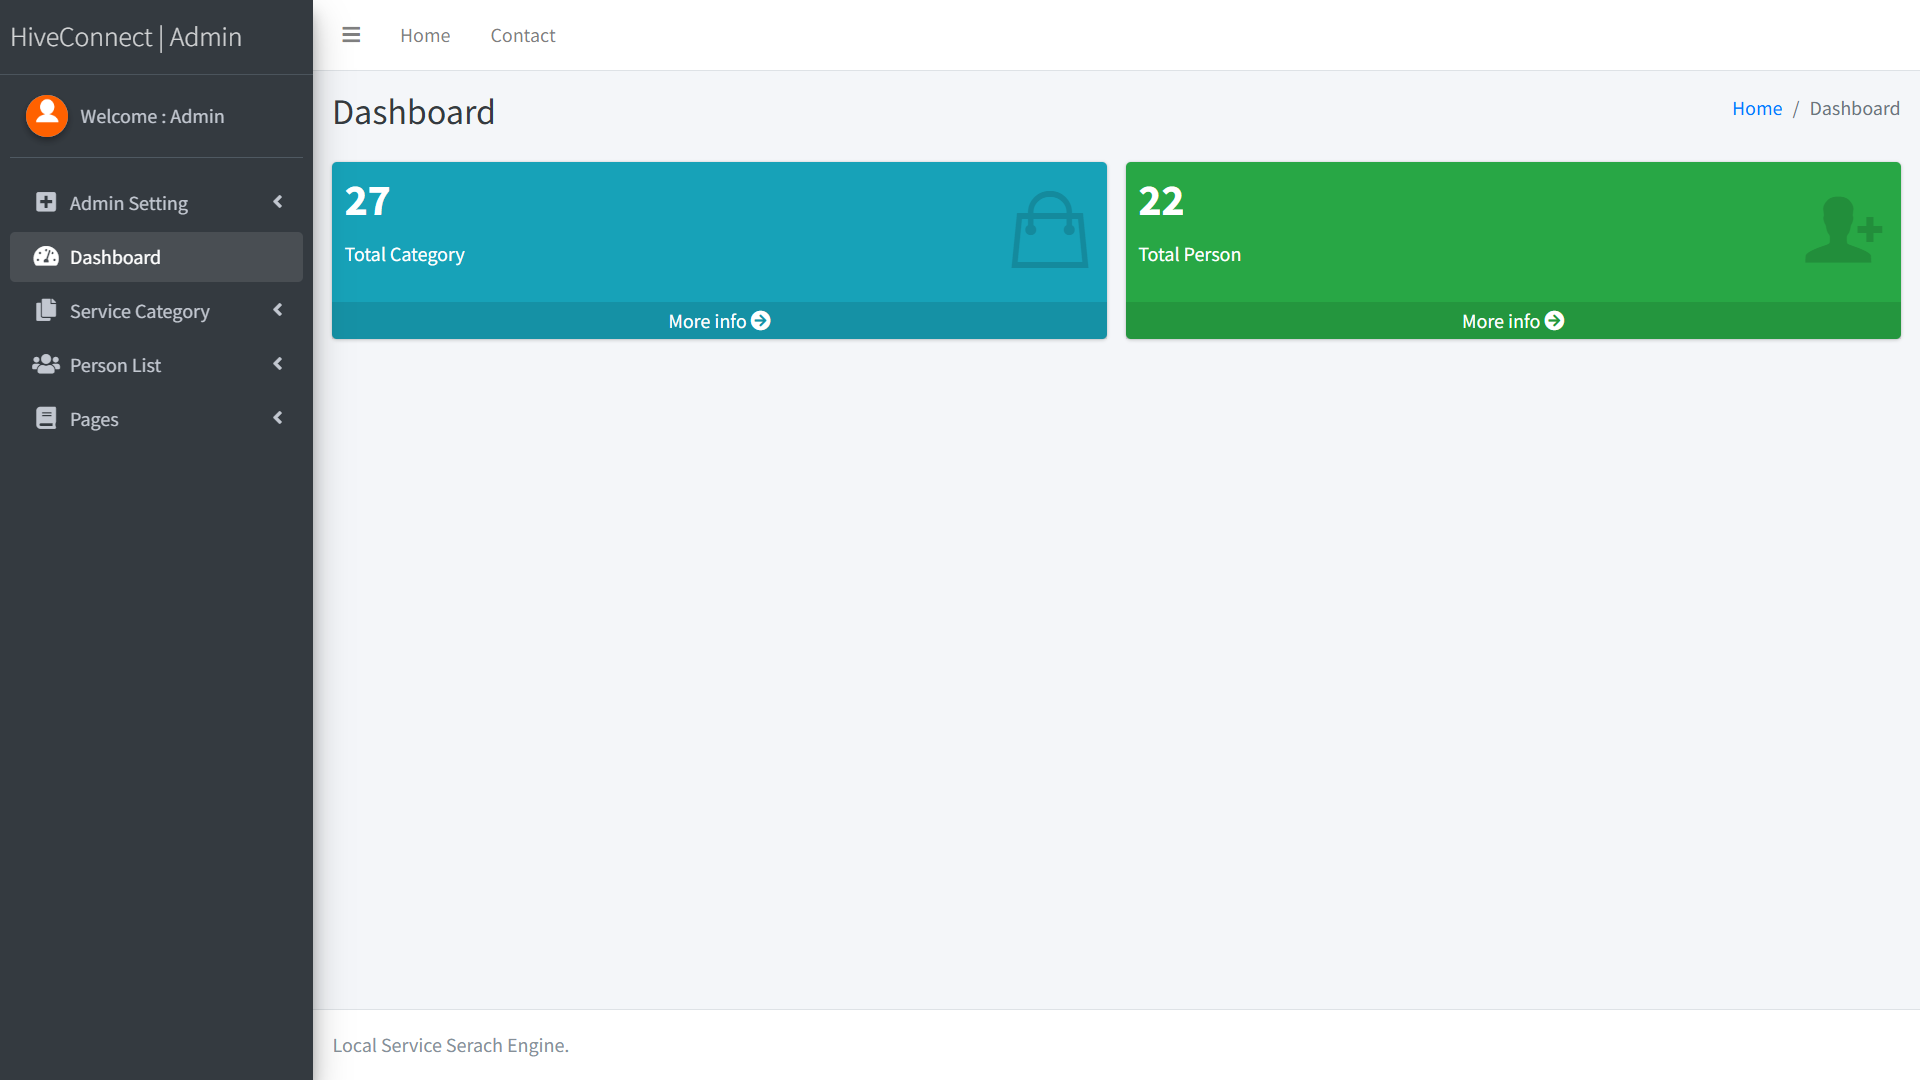 HiveConnect | Admin
Welcome : Admin
Admin Setting
Dashboard
Service Category
Person List
Pages
Home
Contact
Dashboard
Home / Dashboard
27
Total Category
More info
22
Total Person
More info
Local Service Serach Engine.